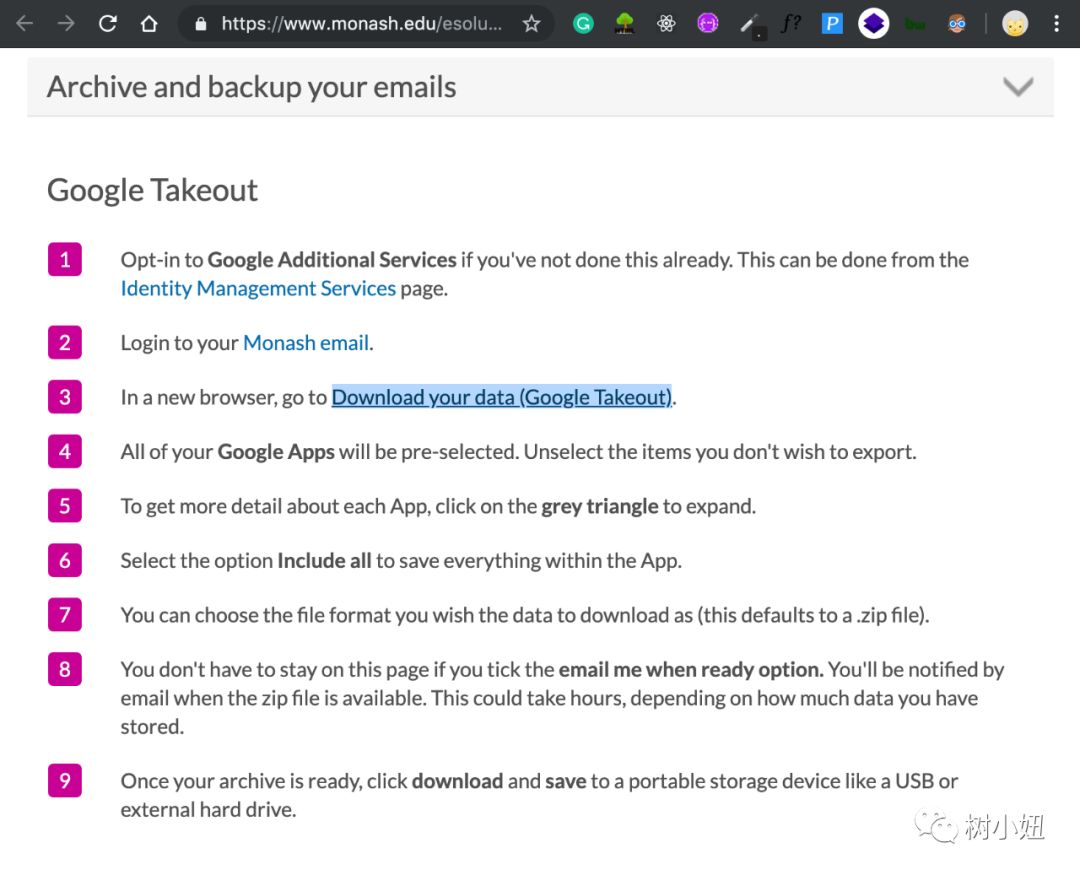 https://www.monash.edu/esolu...
Archive and backup your emails
Google Takeout
1
Opt-in to Google Additional Services if you've not done this already. This can be done from the
Identity Management Services page.
2
Login to your Monash email.
3
In a new browser, go to Download your data (Google Takeout).
4
All of your Google Apps will be pre-selected. Unselect the items you don't wish to export.
5
To get more detail about each App, click on the grey triangle to expand.
6
Select the option Include all to save everything within the App.
7
You can choose the file format you wish the data to download as (this defaults to a .zip file).
8
You don't have to stay on this page if you tick the email me when ready option. You'll be notified by
email when the zip file is available. This could take hours, depending on how much data you have
stored.
9
Once your archive is ready, click download and save to a portable storage device like a USB or
external hard drive.
树小妞